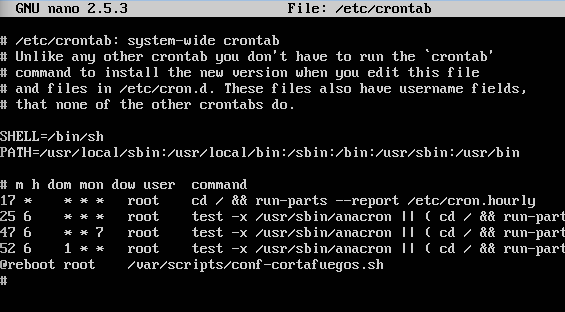 GNU nano 2.5.3 File: /etc/crontab
# /etc/crontab: system-wide crontab
# Unlike any other crontab you don't have to run the `crontab'
# command to install the new version when you edit this file
# and files in /etc/cron.d. These files also have username fields,
# that none of the other crontabs do.
SHELL=/bin/sh
PATH=/usr/local/sbin:/usr/local/bin:/sbin:/bin:/usr/sbin:/usr/bin
# m h dom mon dow user command
17 * * * * root cd / && run-parts --report /etc/cron.hourly
25 6 * * * root test -x /usr/sbin/anacron || ( cd / && run-part
47 6 * * 7 root test -x /usr/sbin/anacron || ( cd / && run-part
52 6 1 * * root test -x /usr/sbin/anacron || ( cd / && run-part
@reboot root /var/scripts/conf-cortafuegos.sh
#